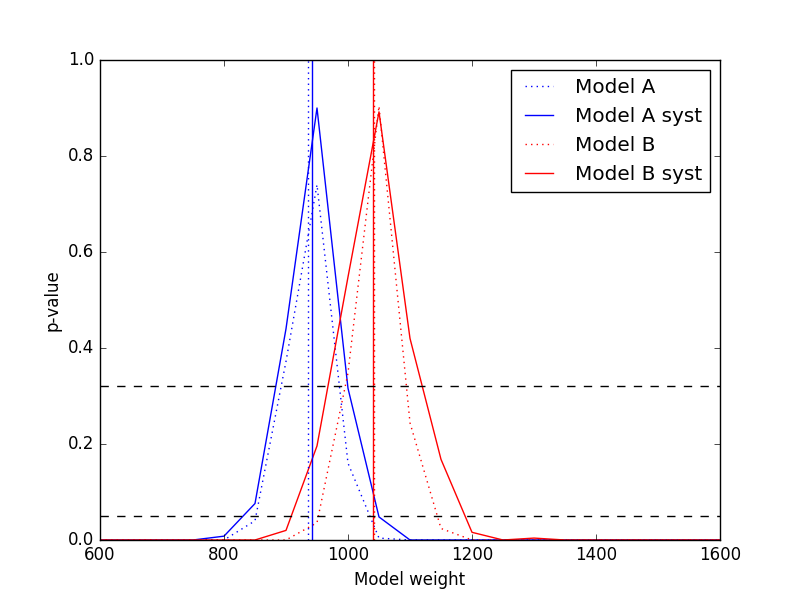 1.0
0.8
0.6
0.4
0.2
0.0
p-value
600
800
1000
1200
1400
1600
Model weight
Model A
Model A syst
Model B
Model B syst